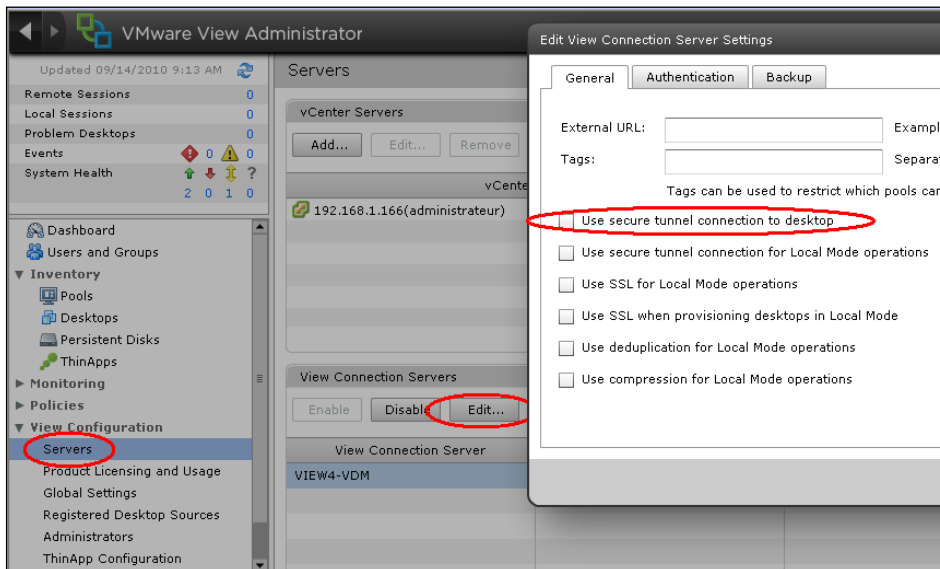 VMware View Administrator
Updated 09/14/2010 9:13 AM
Remote Sessions 0
Local Sessions 0
Problem Desktops 0
Events 0 0
System Health ?
2 0 1 0
Dashboard
Users and Groups
Inventory
Pools
Desktops
Persistent Disks
ThinApps
Monitoring
Policies
View Configuration
Servers
Product Licensing and Usage
Global Settings
Registered Desktop Sources
Administrators
ThinApp Configuration
Servers
vCenter Servers
Add... Edit... Remove
vCente
192.168.1.166(administrateur)
View Connection Servers
Enable Disable Edit...
View Connection Server
VIEW4-VDM
Edit View Connection Server Settings
General Authentication Backup
External URL: Exampl
Tags: Separa
Tags can be used to restrict which pools can
Use secure tunnel connection to desktop
Use secure tunnel connection for Local Mode operations
Use SSL for Local Mode operations
Use SSL when provisioning desktops in Local Mode
Use deduplication for Local Mode operations
Use compression for Local Mode operations